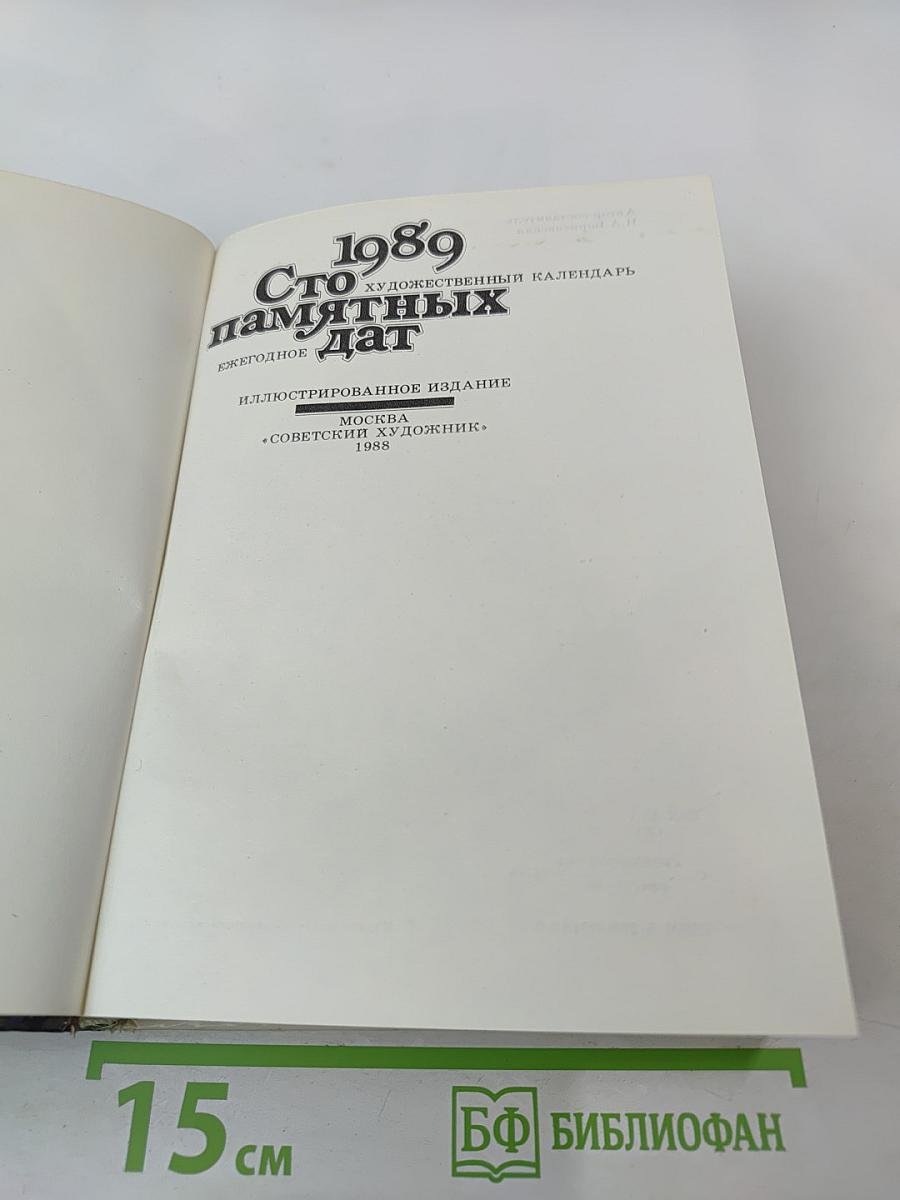 1989
Сто ХУДОЖЕСТВЕННЫЙ КАЛЕНДАРЬ
памятных
ЕЖЕГОДНОЕ дат
ИЛЛЮСТРИРОВАННОЕ ИЗДАНИЕ
МОСКВА
«СОВЕТСКИЙ ХУДОЖНИК»
1988
15 см
БФ БИБЛИОФАН